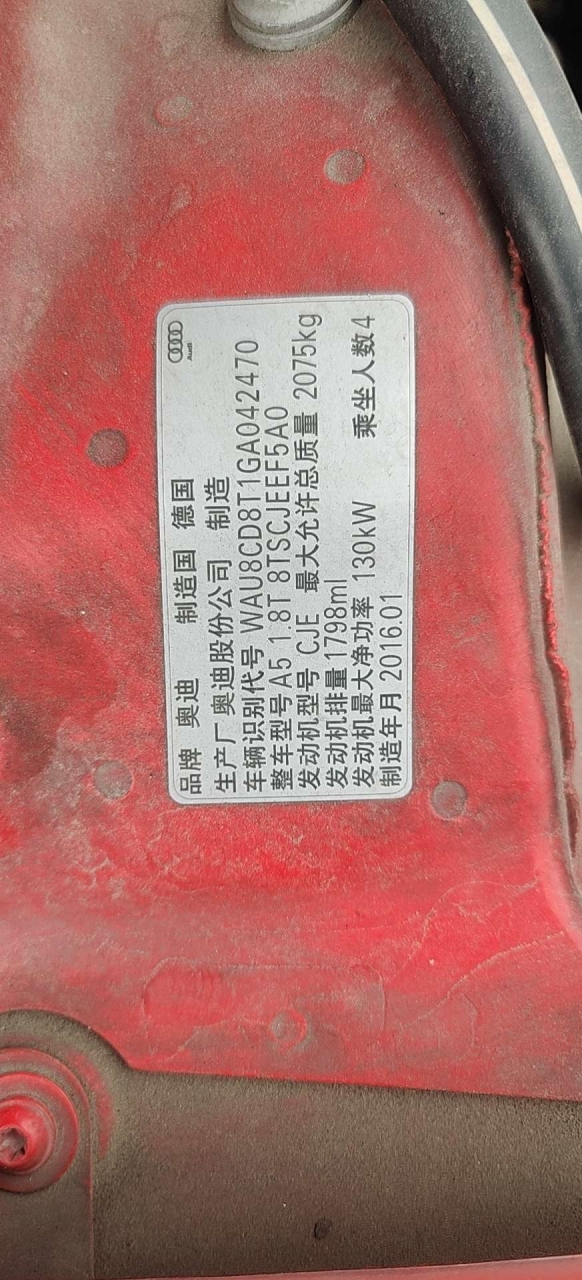 Audi
品牌 奥迪 制造国 德国
生产厂 奥迪股份公司 制造
车辆识别代号 WAU8CD8T1GA042470
整车型号 A5 1.8T 8TSCJEEF5A0
发动机型号 CJE 最大允许总质量 2075kg
发动机排量 1798ml
发动机最大净功率 130kW 乘坐人数 4
制造年月 2016.01